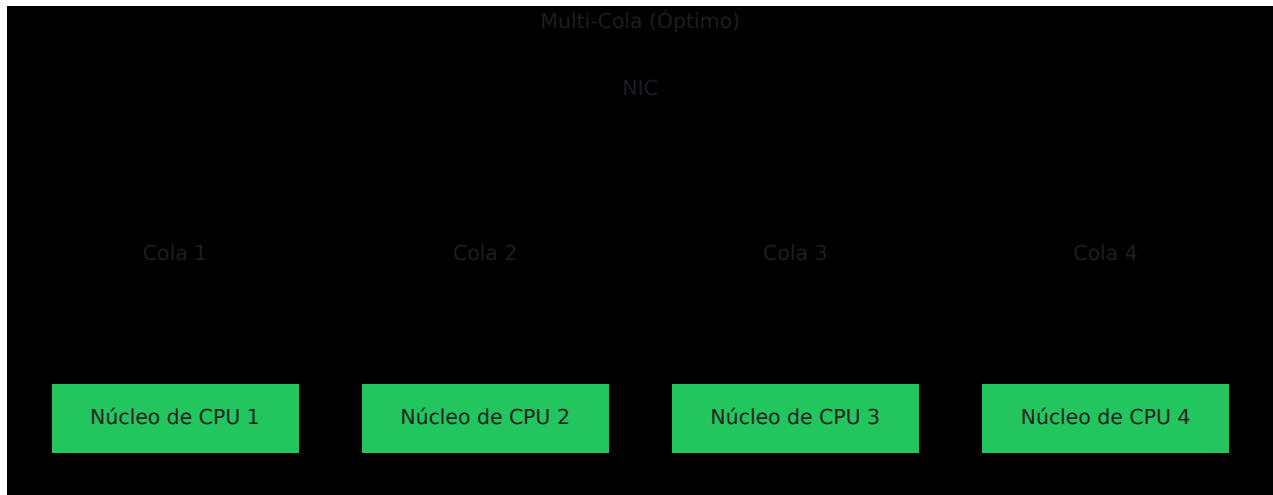 Multi-Cola (Óptimo)
NIC
Cola 1
Cola 2
Cola 3
Cola 4
Núcleo de CPU 1
Núcleo de CPU 2
Núcleo de CPU 3
Núcleo de CPU 4